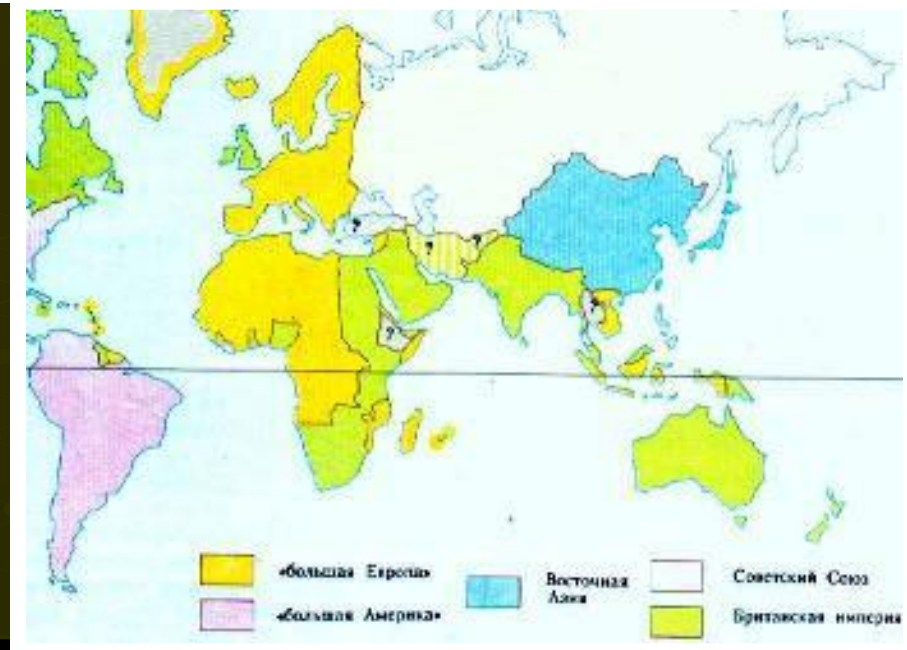 ?
?
?
?
?
«большая Европа»
«большая Америка»
Восточная
Азия
Советский Союз
Британская империя